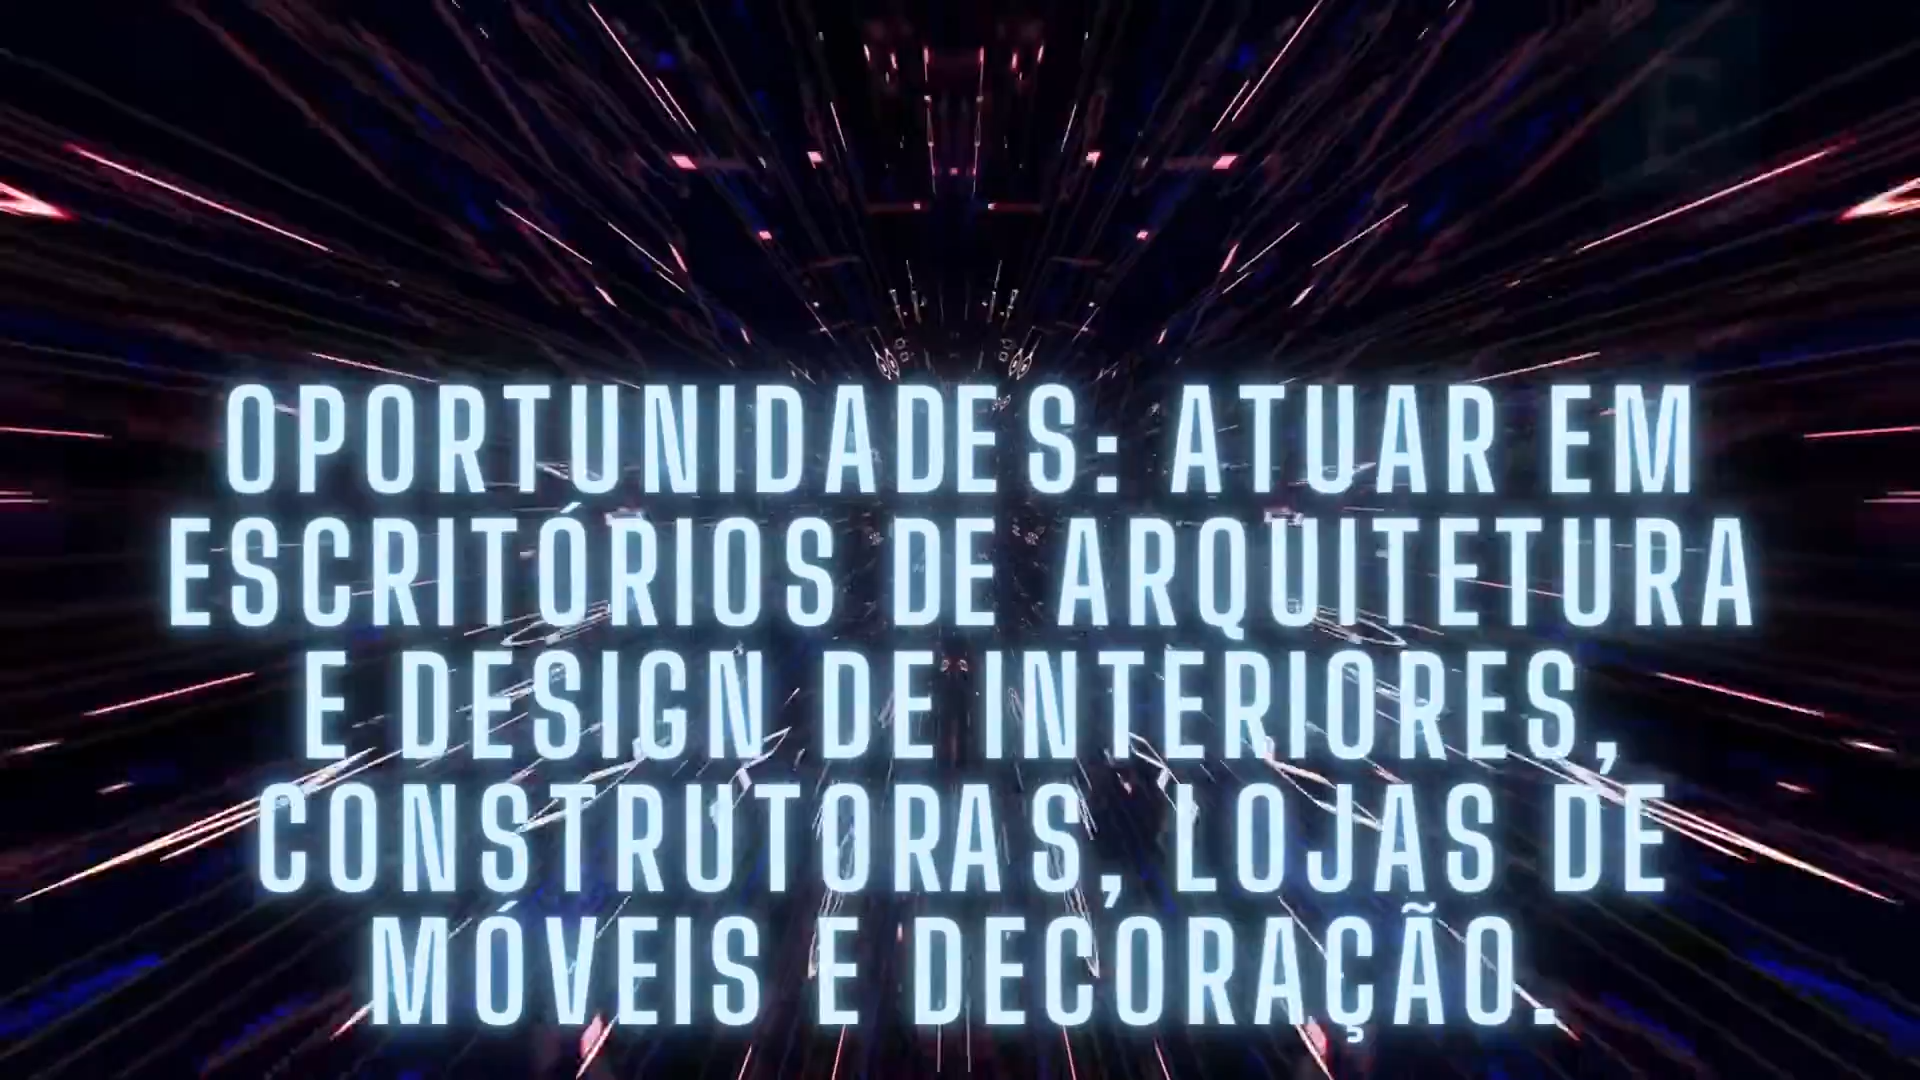 OPORTUNIDADES: ATUAR EM
ESCRITÓRIOS DE ARQUITETURA
E DESIGN DE INTERIORES,
CONSTRUTORAS, LOJAS DE
MÓVEIS E DECORAÇÃO.